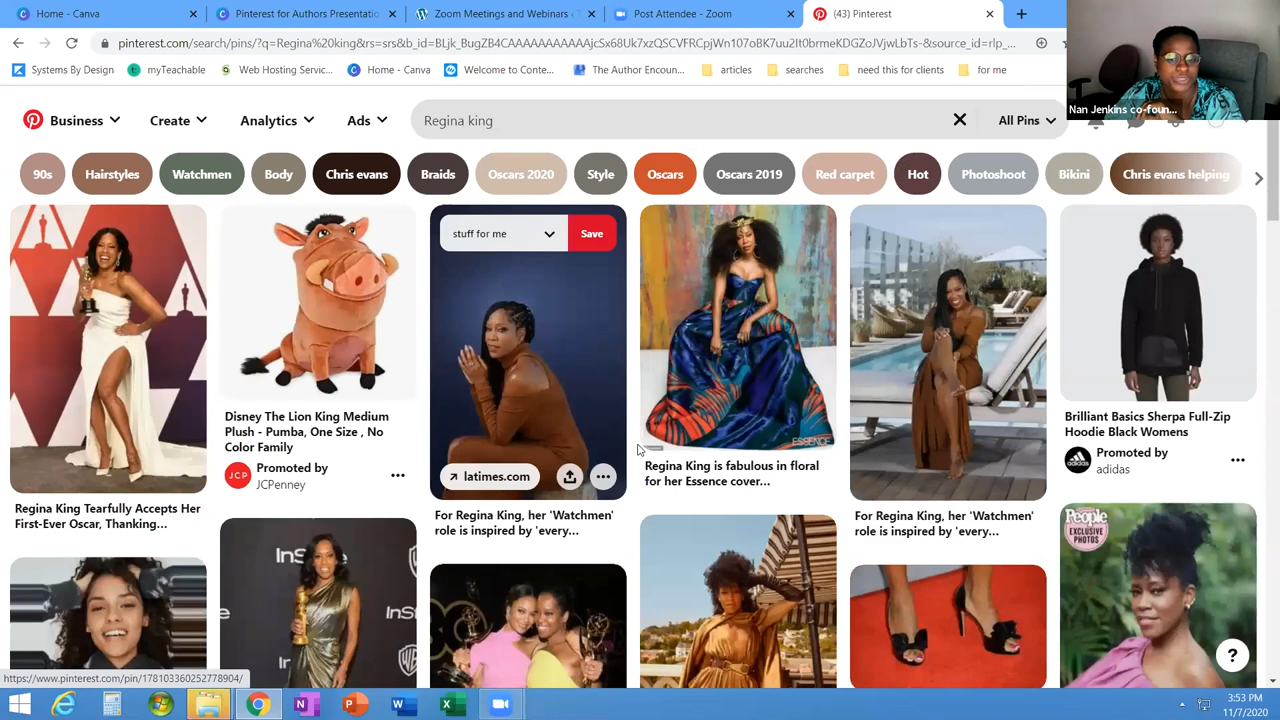 Home - Canva
Pinterest for Authors Presentatio
Zoom Meetings and Webinars
Post Attendee - Zoom
(43) Pinterest
pinterest.com/search/pins/?q=Regina%20king&rs=srs&b_id=
Systems By Design
myTeachable
Web Hosting Servic...
Home - Canva
Welcome to Conte...
The Author Encoun...
articles
searches
need this for clients
for me
Nan Jenkins co-foun...
Business
Create
Analytics
Ads
Regina king
All Pins
90s
Hairstyles
Watchmen
Body
Chris evans
Braids
Oscars 2020
Style
Oscars
Oscars 2019
Red carpet
Hot
Photoshoot
Bikini
Chris evans helping
stuff for me
Save
latimes.com
ESSENCE
Regina King Tearfully Accepts Her
First-Ever Oscar, Thanking...
Disney The Lion King Medium
Plush - Pumba, One Size , No
Color Family
JCP
Promoted by
JCPenney
For Regina King, her 'Watchmen'
role is inspired by 'every...
Regina King is fabulous in floral
for her Essence cover...
For Regina King, her 'Watchmen'
role is inspired by 'every...
Brilliant Basics Sherpa Full-Zip
Hoodie Black Womens
Promoted by
adidas
InStyle
InSt
People
EXCLUSIVE
PHOTOS
?
https://www.pinterest.com/pin/178103360252778904/
3:53 PM
11/7/2020